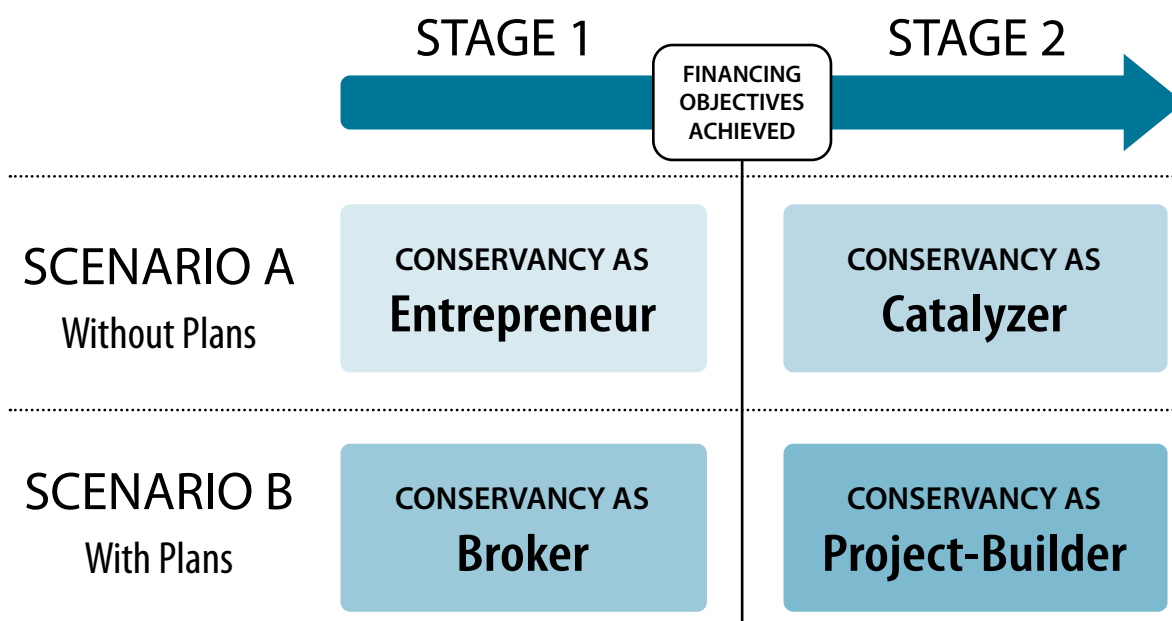 STAGE 1
STAGE 2
FINANCING
OBJECTIVES
ACHIEVED
SCENARIO A
Without Plans
CONSERVANCY AS
Entrepreneur
CONSERVANCY AS
Catalyzer
SCENARIO B
With Plans
CONSERVANCY AS
Broker
CONSERVANCY AS
Project-Builder